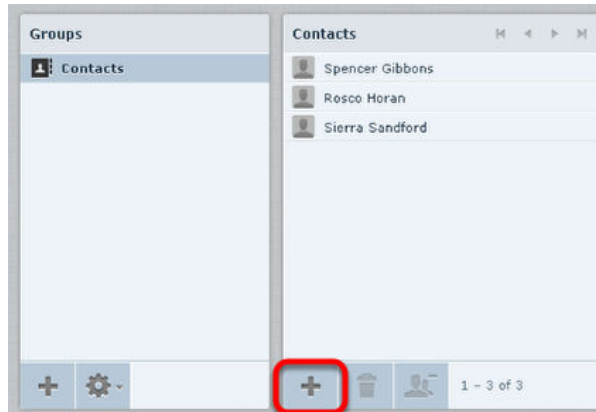 Groups
Contacts
Contacts
Spencer Gibbons
Rosco Horan
Sierra Sandford
1 – 3 of 3